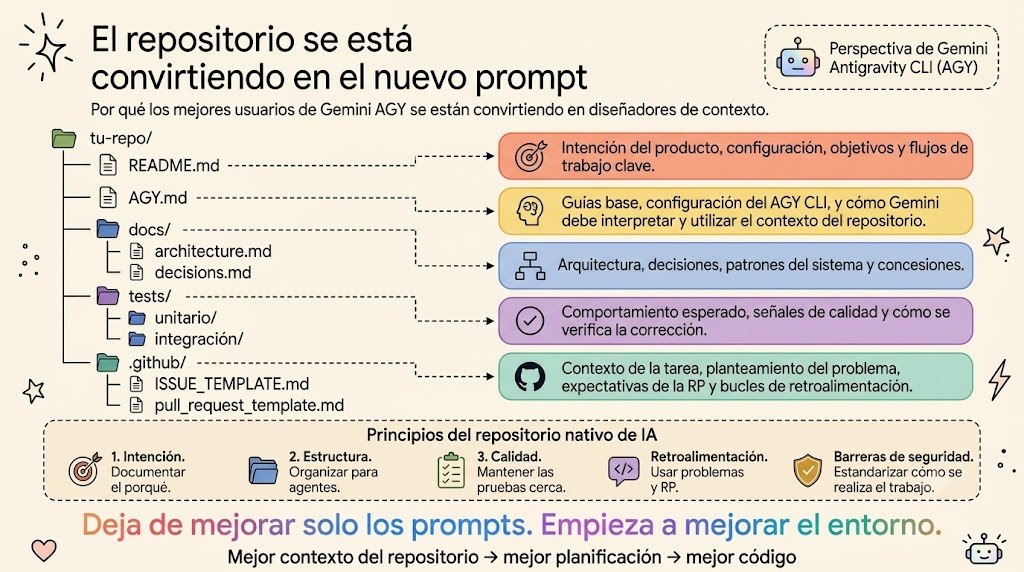 El repositorio se está
convirtiendo en el nuevo prompt
Perspectiva de Gemini
Antigravity CLI (AGY)
Por qué los mejores usuarios de Gemini AGY se están convirtiendo en diseñadores de contexto.
tu-repo/
README.md
Intención del producto, configuración, objetivos y flujos de
trabajo clave.
AGY.md
Guías base, configuración del AGY CLI, y cómo Gemini
debe interpretar y utilizar el contexto del repositorio.
docs/
architecture.md
decisions.md
Arquitectura, decisiones, patrones del sistema y concesiones.
tests/
unitario/
integración/
Comportamiento esperado, señales de calidad y cómo se
verifica la corrección.
.github/
ISSUE_TEMPLATE.md
pull_request_template.md
Contexto de la tarea, planteamiento del problema,
expectativas de la RP y bucles de retroalimentación.
Principios del repositorio nativo de IA
1. Intención.
Documentar
el porqué.
2. Estructura.
Organizar para
agentes.
3. Calidad.
Mantener las
pruebas cerca.
Retroalimentación.
Usar problemas
y RP.
Barreras de seguridad.
Estandarizar cómo se
realiza el trabajo.
Deja de mejorar solo los prompts. Empieza a mejorar el entorno.
Mejor contexto del repositorio → mejor planificación → mejor código